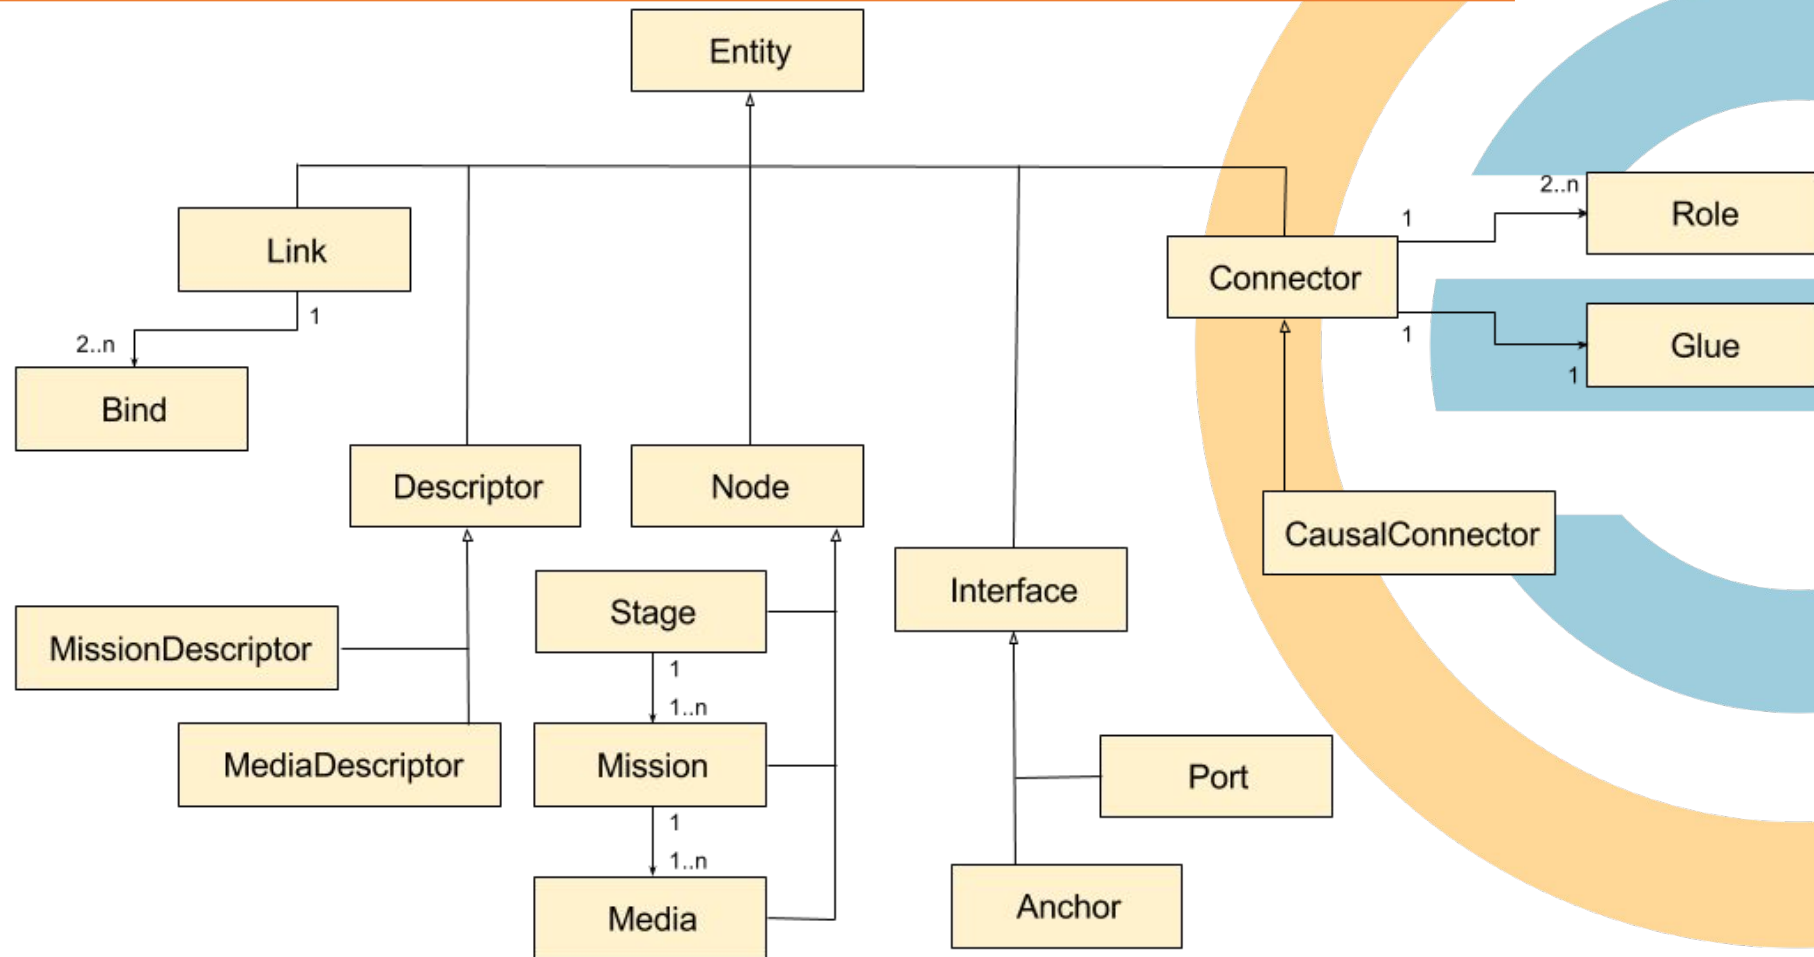 Entity
2..n
Role
1
Link
Connector
1
2..n
1
Glue
1
Bind
Descriptor
Node
CausalConnector
Interface
Stage
MissionDescriptor
1
1..n
MediaDescriptor
Mission
Port
1
1..n
Anchor
Media